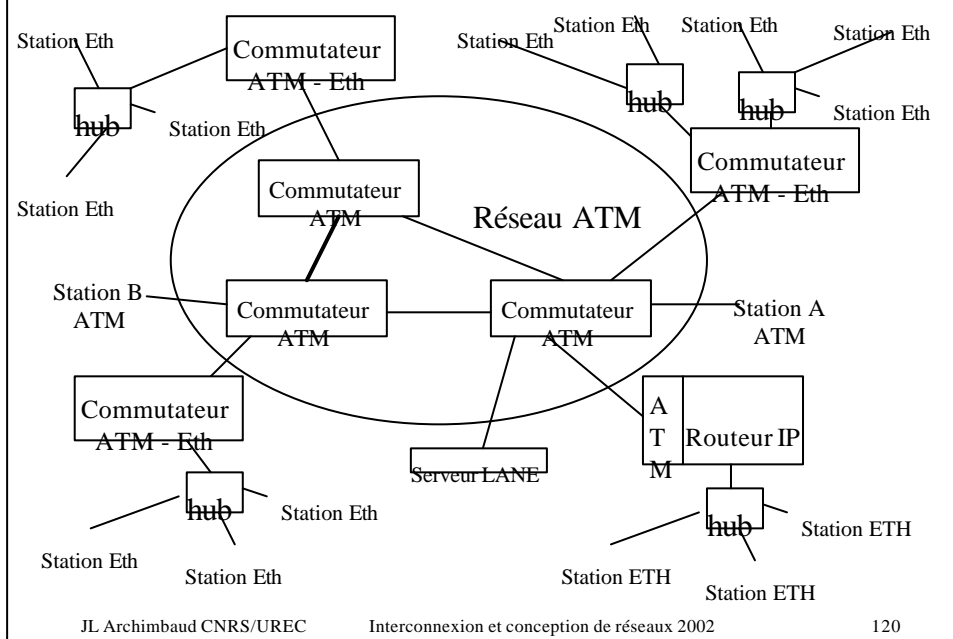 Station Eth
Commutateur
ATM - Eth
hub
Station Eth
Station Eth
Station Eth
Station Eth
Station Eth
Station Eth
hub
hub
Station Eth
Commutateur
ATM - Eth
Commutateur
ATM
Réseau ATM
Station B
ATM
Commutateur
ATM
Commutateur
ATM
Station A
ATM
Commutateur
ATM - Eth
A
T
M
Routeur IP
Serveur LANE
hub
Station Eth
Station Eth
Station Eth
hub
Station ETH
Station ETH
Station ETH
JL Archimbaud CNRS/UREC Interconnexion et conception de réseaux 2002 120